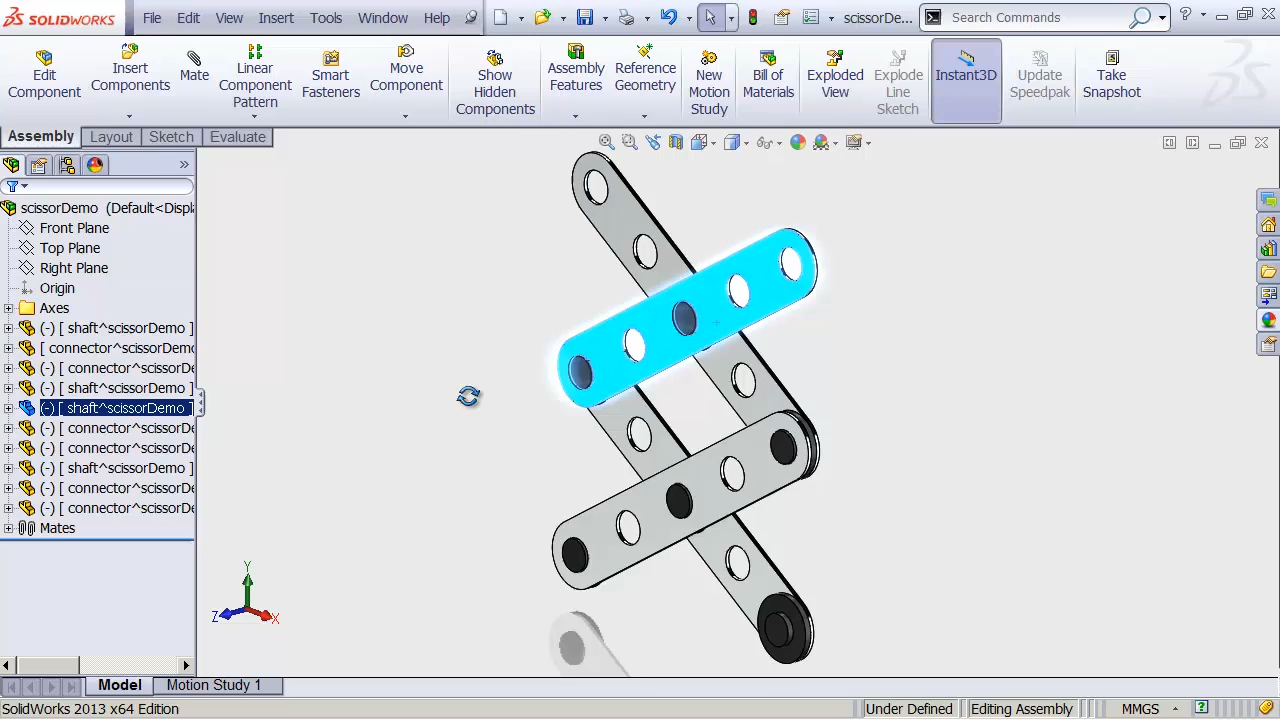 SOLIDWORKS File Edit View Insert Tools Window Help scissorDe... Search Commands ?
Edit Component
Insert Components
Mate
Linear Component Pattern
Smart Fasteners
Move Component
Show Hidden Components
Assembly Features
Reference Geometry
New Motion Study
Bill of Materials
Exploded View
Explode Line Sketch
Instant3D
Update Speedpak
Take Snapshot
Assembly Layout Sketch Evaluate
»
scissorDemo (Default<Displ
Front Plane
Top Plane
Right Plane
Origin
Axes
(-) [ shaft^scissorDemo ]
[ connector^scissorDemo
(-) [ connector^scissorDe
(-) [ shaft^scissorDemo ]
(-) [ shaft^scissorDemo ]
(-) [ connector^scissorDe
(-) [ connector^scissorDe
(-) [ shaft^scissorDemo ]
(-) [ connector^scissorDe
(-) [ connector^scissorDe
Mates
Y
Z
X
Model Motion Study 1
SolidWorks 2013 x64 Edition Under Defined Editing Assembly MMGS ?